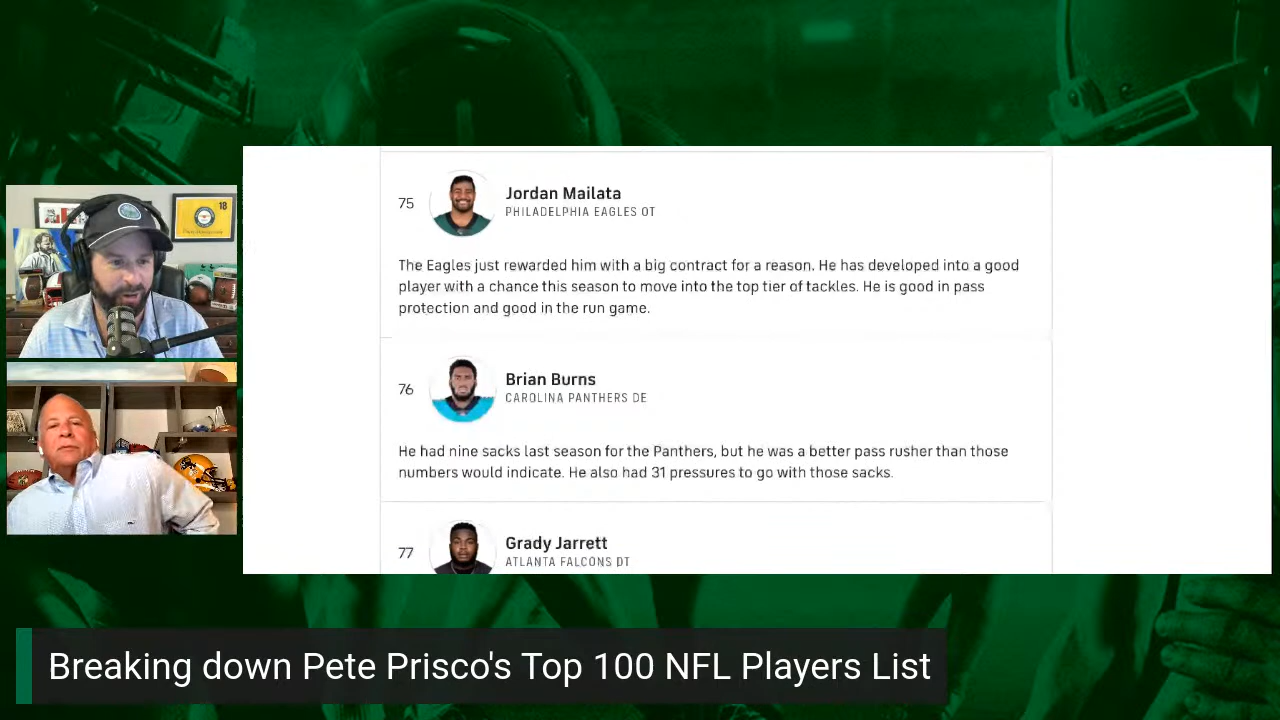 75
Jordan Mailata
PHILADELPHIA EAGLES OT
The Eagles just rewarded him with a big contract for a reason. He has developed into a good
player with a chance this season to move into the top tier of tackles. He is good in pass
protection and good in the run game.
76
Brian Burns
CAROLINA PANTHERS DE
He had nine sacks last season for the Panthers, but he was a better pass rusher than those
numbers would indicate. He also had 31 pressures to go with those sacks.
77
Grady Jarrett
ATLANTA FALCONS DT
18
Breaking down Pete Prisco's Top 100 NFL Players List